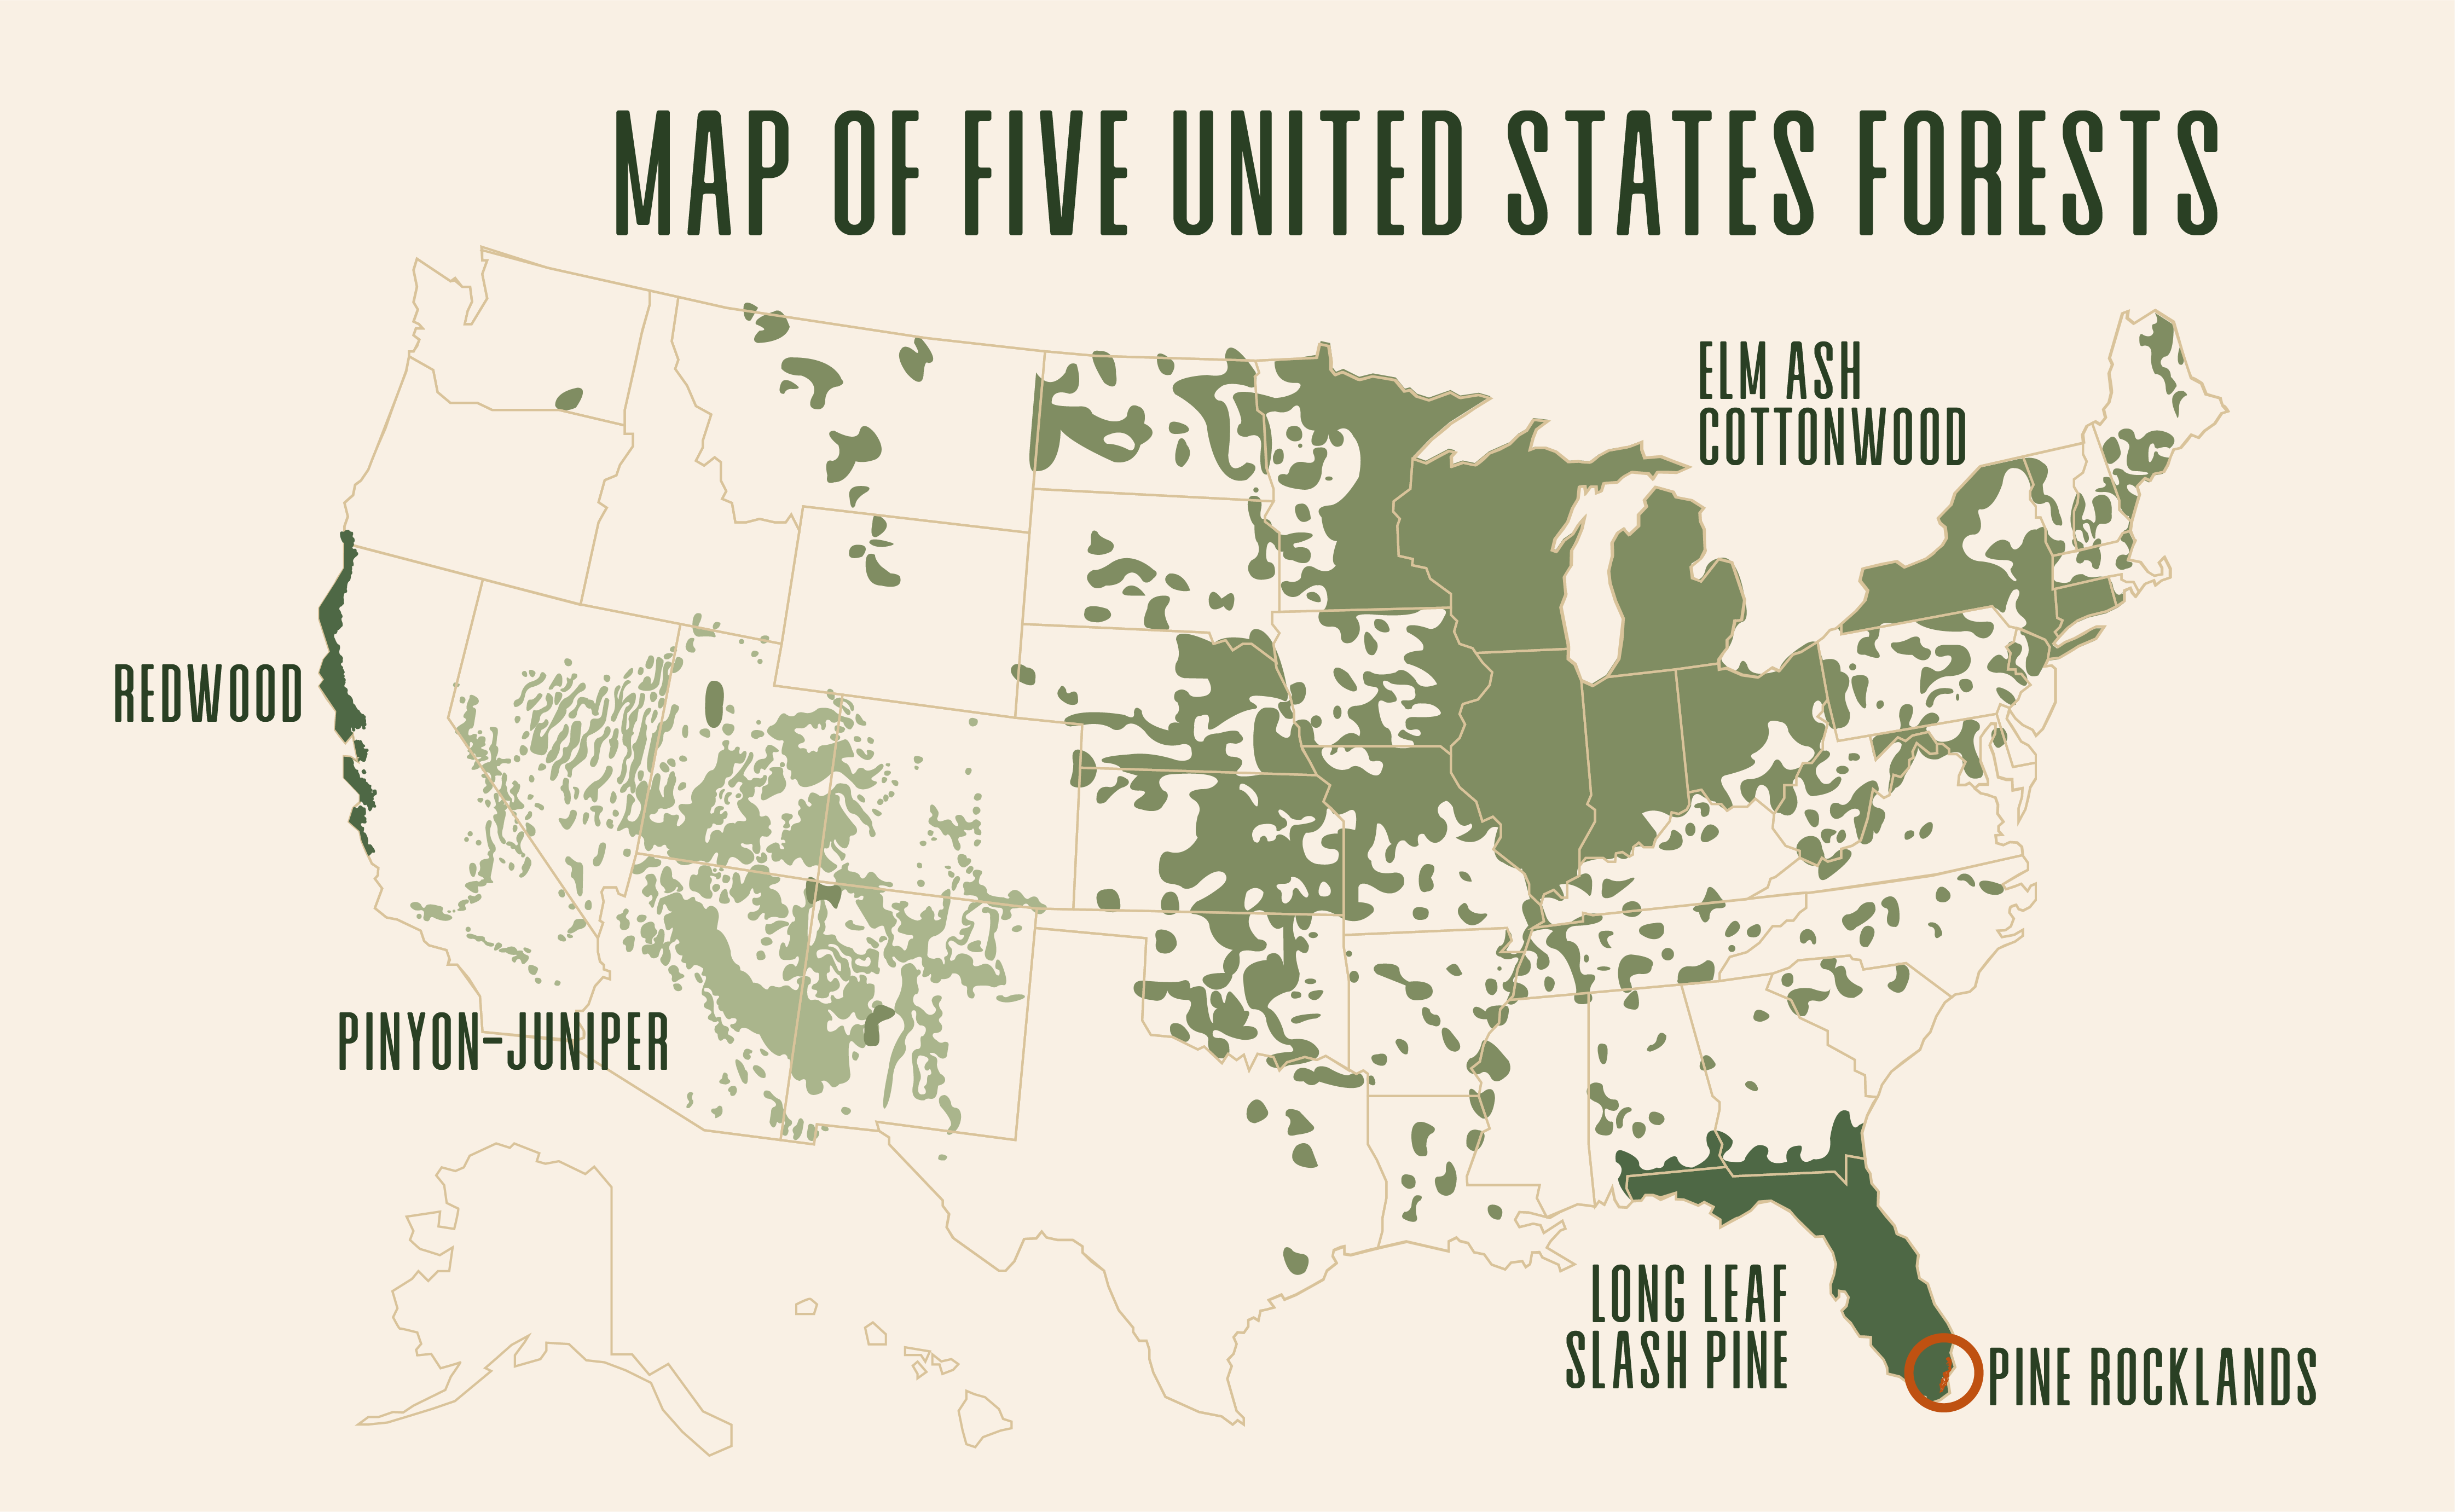 MAP OF FIVE UNITED STATES FORESTS
ELM ASH
COTTONWOOD
REDWOOD
PINYON-JUNIPER
LONG LEAF
SLASH PINE
PINE ROCKLANDS